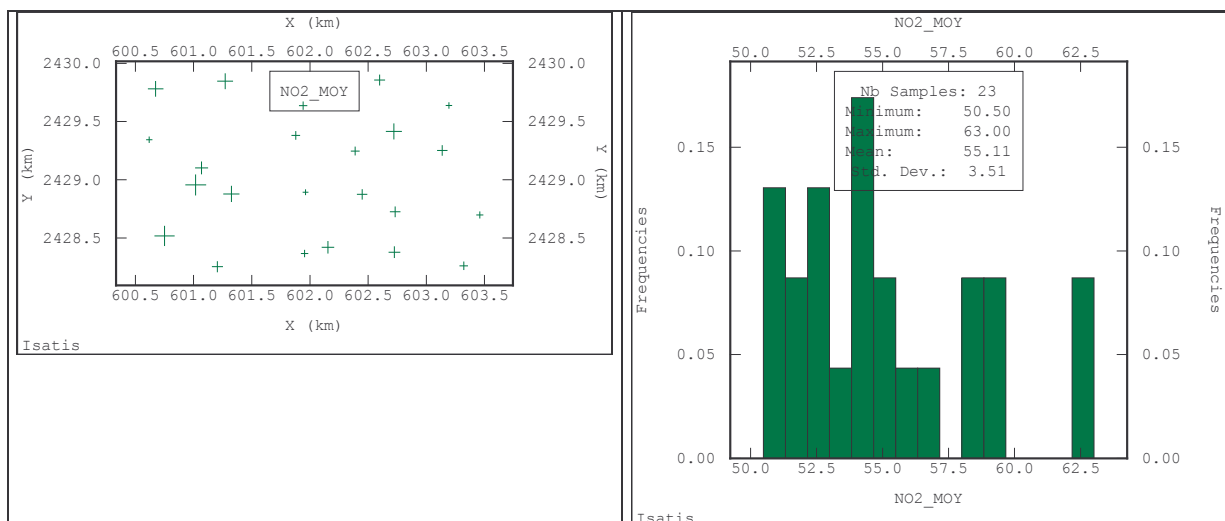 X (km)
600.5 601.0 601.5 602.0 602.5 603.0 603.5
2430.0 2430.0
NO2_MOY
2429.5 2429.5
Y (km) Y (km)
2429.0 2429.0
2428.5 2428.5
600.5 601.0 601.5 602.0 602.5 603.0 603.5
X (km)
Isatis
NO2_MOY
50.0 52.5 55.0 57.5 60.0 62.5
Nb Samples: 23
Minimum: 50.50
Maximum: 63.00
Mean: 55.11
Std. Dev.: 3.51
0.15 0.15
Frequencies Frequencies
0.10 0.10
0.05 0.05
0.00 0.00
50.0 52.5 55.0 57.5 60.0 62.5
NO2_MOY
Isatis